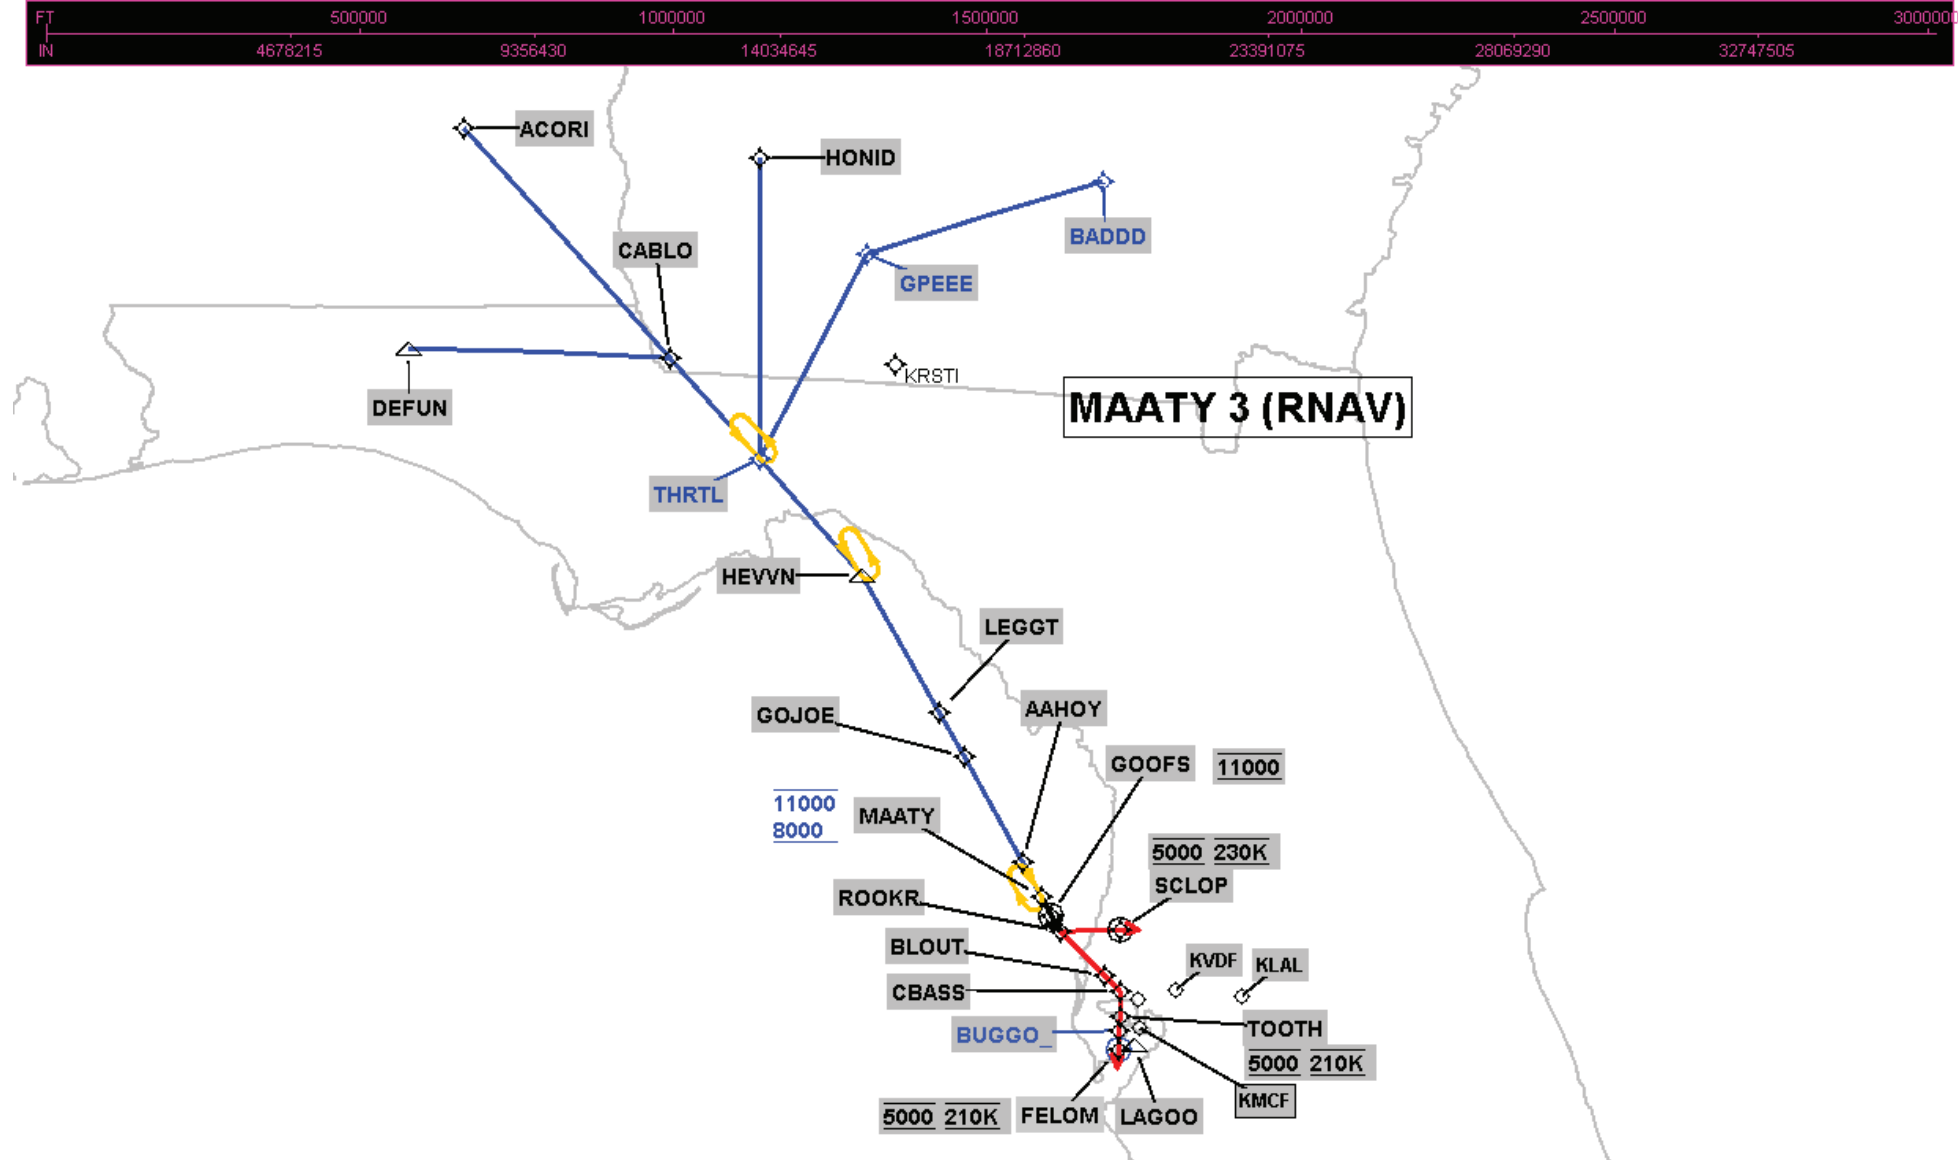 FT 500000 1000000 1500000 2000000 2500000 3000000
IN 4678215 9356430 14034645 18712860 23391075 28069290 32747505
ACORI
HONID
BADDD
CABLO
GPEEE
KRSTI
DEFUN
MAATY 3 (RNAV)
THRTL
HEVVN
LEGGT
AAHOY
GOJOE
GOOFS 11000
11000
8000
MAATY
5000 230K
SCLOP
ROOKR
BLOUT
KVDF
KLAL
CBASS
TOOTH
BUGGO_
5000 210K
KMCF
5000 210K
FELOM
LAGOO